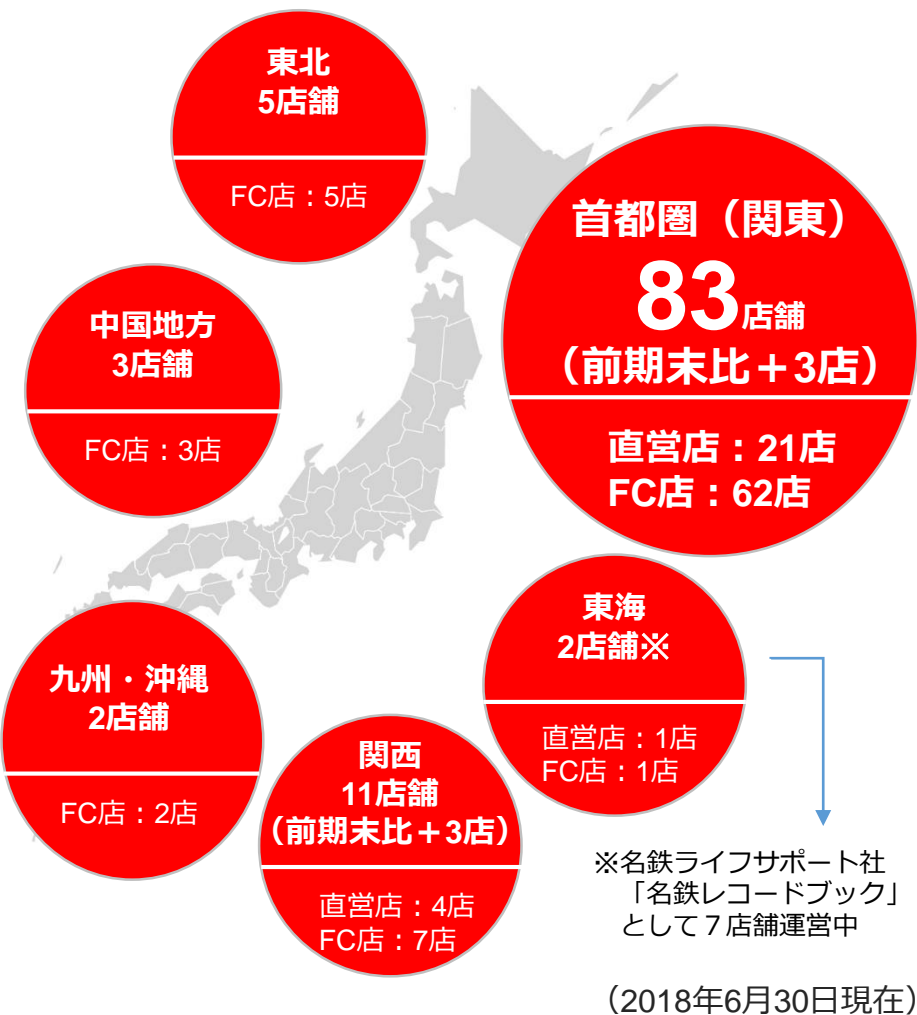 東北
5店舗
FC店：5店
首都圏（関東）
83店舗
（前期末比＋3店）
直営店：21店
FC店：62店
中国地方
3店舗
FC店：3店
東海
2店舗※
直営店：1店
FC店：1店
九州・沖縄
2店舗
FC店：2店
関西
11店舗
（前期末比＋3店）
直営店：4店
FC店：7店
※名鉄ライフサポート社
「名鉄レコードブック」
として７店舗運営中
（2018年6月30日現在）